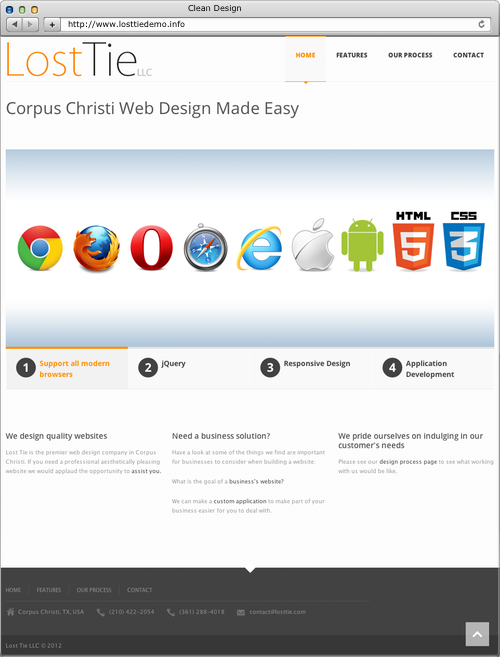 Clean Design
http://www.losttiedemo.info
LostTie LLC
HOME FEATURES OUR PROCESS CONTACT
Corpus Christi Web Design Made Easy
HTML CSS
5 3
1 Support all modern
browsers
2 jQuery
3 Responsive Design
4 Application
Development
We design quality websites
Lost Tie is the premier web design company in Corpus
Christi. If you need a professional aesthetically pleasing
website we would applaud the opportunity to assist you.
Need a business solution?
Have a look at some of the things we find are important
for businesses to consider when building a website:
What is the goal of a business's website?
We can make a custom application to make part of your
business easier for you to deal with.
We pride ourselves on indulging in our
customer's needs
Please see our design process page to see what working
with us would be like.
HOME FEATURES OUR PROCESS CONTACT
Corpus Christi, TX, USA (210) 422-2054 (361) 288-4018 contact@losttie.com
Lost Tie LLC © 2012